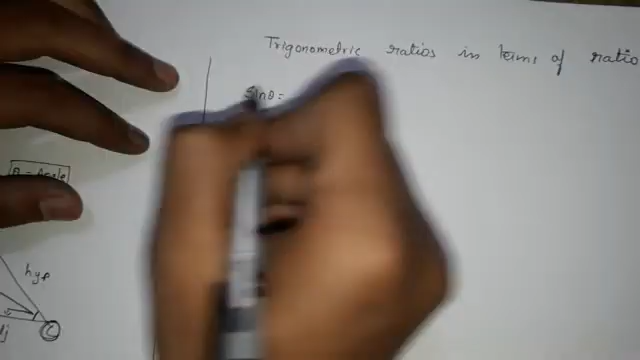 Trigonometric ratios in terms of ratio
Sinθ =
θ = Angle
hyp
C